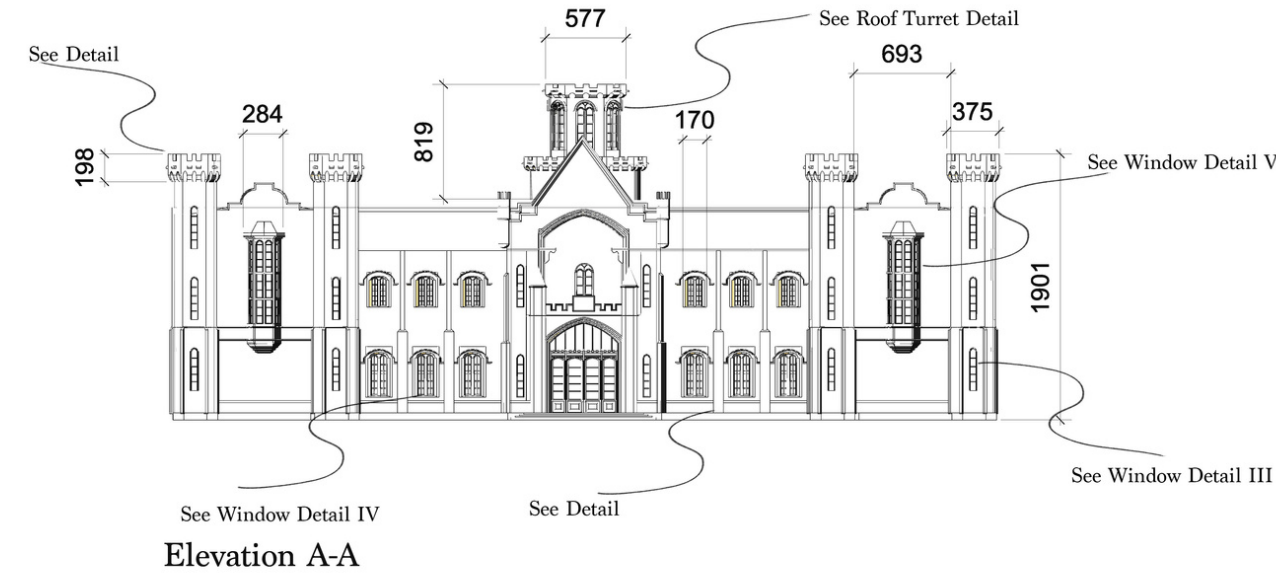 577
See Roof Turret Detail
See Detail
693
284
819
170
375
198
See Window Detail V
1901
See Window Detail III
See Window Detail IV
See Detail
Elevation A-A